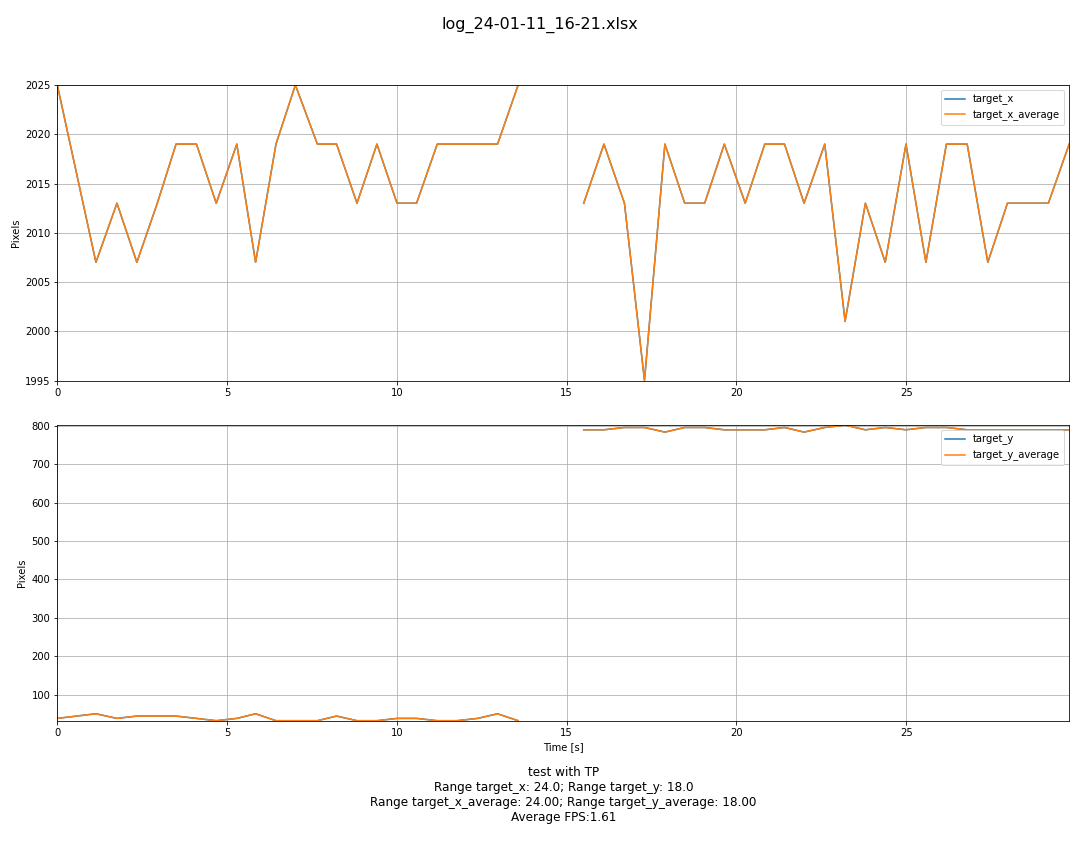 log_24-01-11_16-21.xlsx
2025
2020
2015
2010
2005
2000
1995
Pixels
target_x
target_x_average
0
5
10
15
20
25
800
700
600
500
400
300
200
100
Pixels
target_y
target_y_average
0
5
10
15
20
25
Time [s]
test with TP
Range target_x: 24.0; Range target_y: 18.0
Range target_x_average: 24.00; Range target_y_average: 18.00
Average FPS:1.61